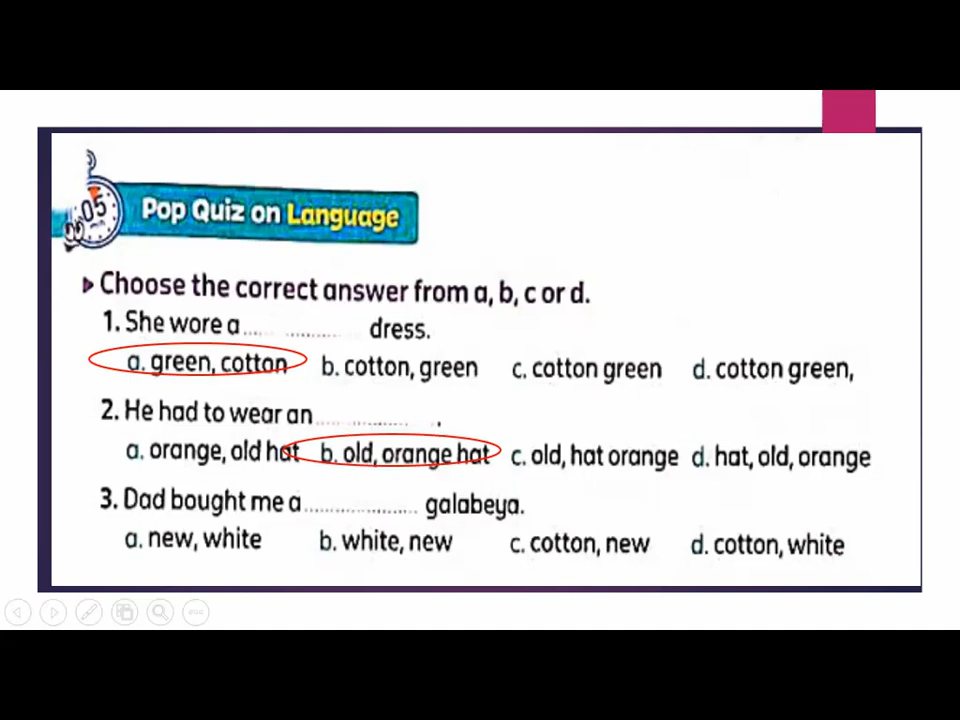 05
Pop Quiz on Language
Choose the correct answer from a, b, c or d.
1. She wore a ........ ............ dress.
a. green, cotton b. cotton, green c. cotton green d. cotton green,
2. He had to wear an .................... .
a. orange, old hat b. old, orange hat c. old, hat orange d. hat, old, orange
3. Dad bought me a ...................... galabeya.
a. new, white b. white, new c. cotton, new d. cotton, white